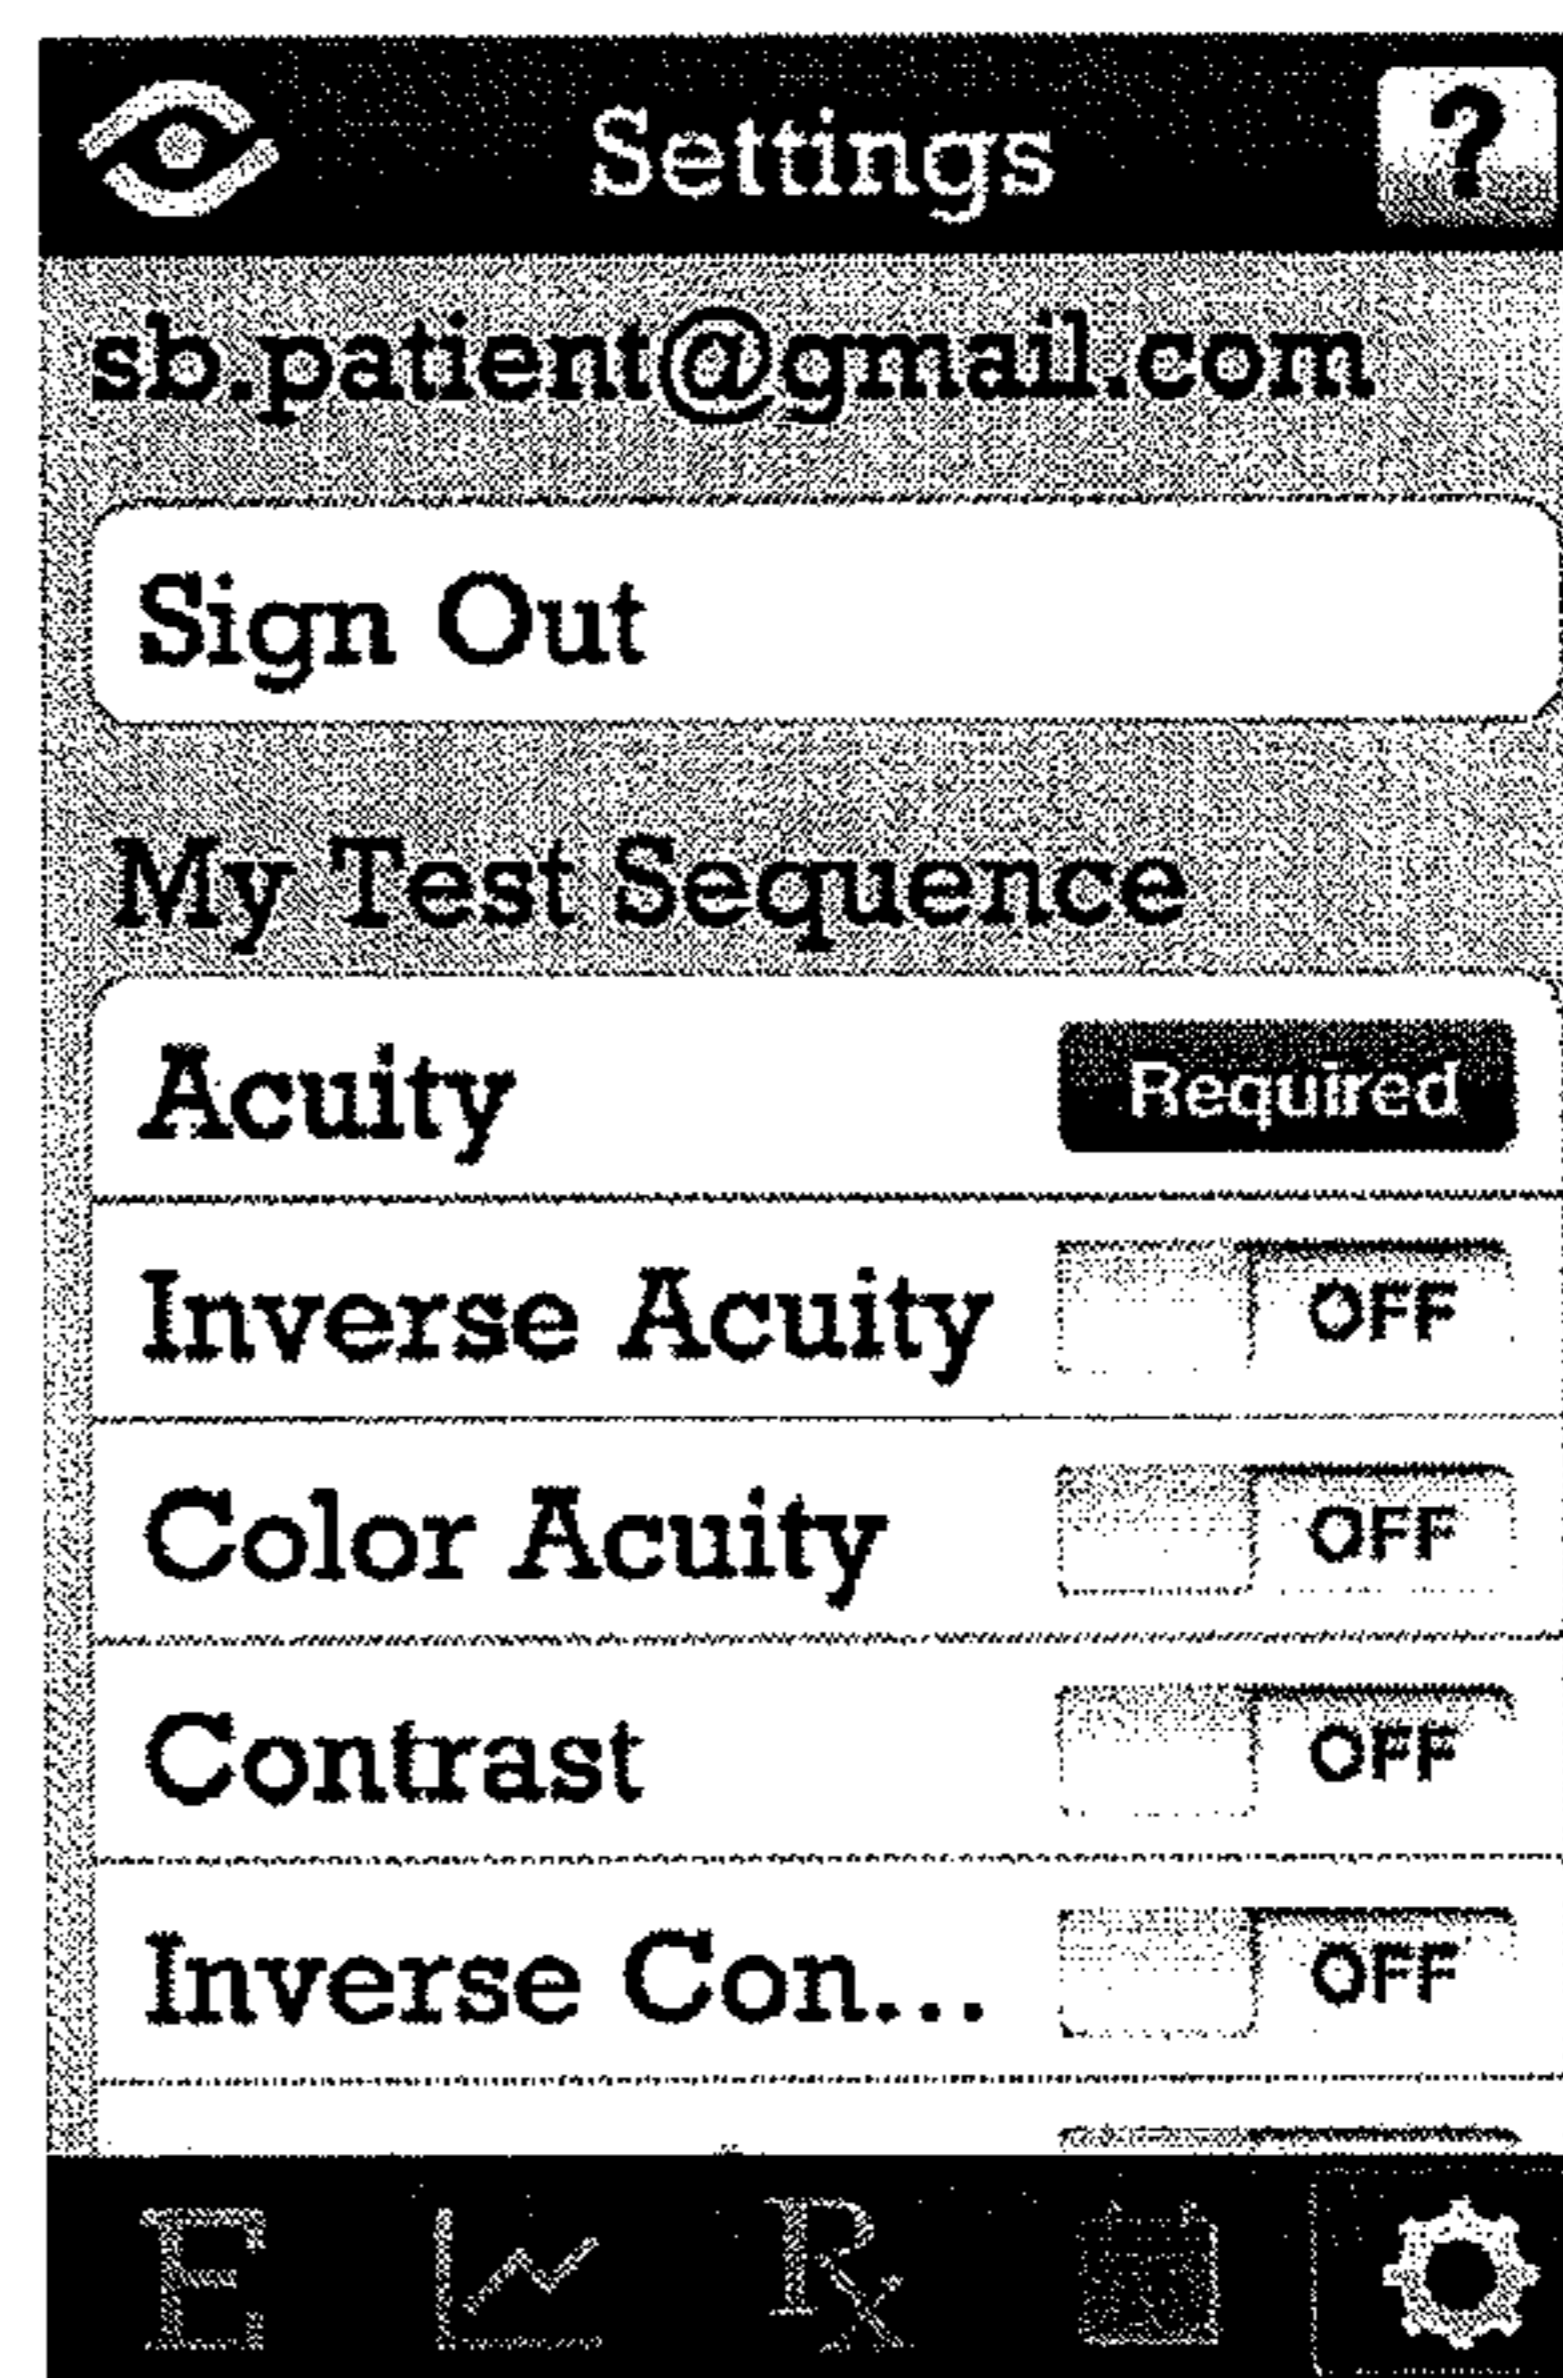 Settings ?
sb.patient@gmail.com
Sign Out
My Test Sequence
Acuity Required
Inverse Acuity OFF
Color Acuity OFF
Contrast OFF
Inverse Con... OFF
E Rx